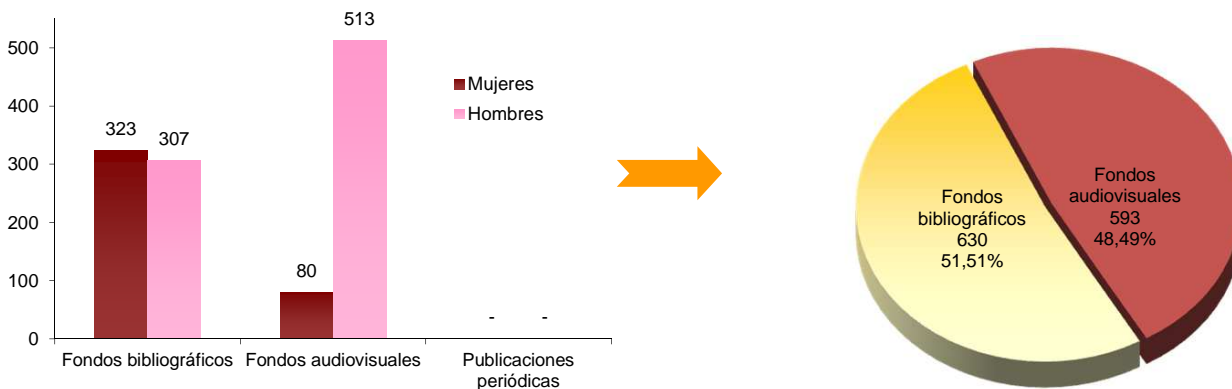 513
500
Mujeres
Hombres
400
323
307
300
200
80
100
-
-
0
Fondos bibliográficos
Fondos audiovisuales
Publicaciones
periódicas
Fondos
audiovisuales
593
48,49%
Fondos
bibliográficos
630
51,51%